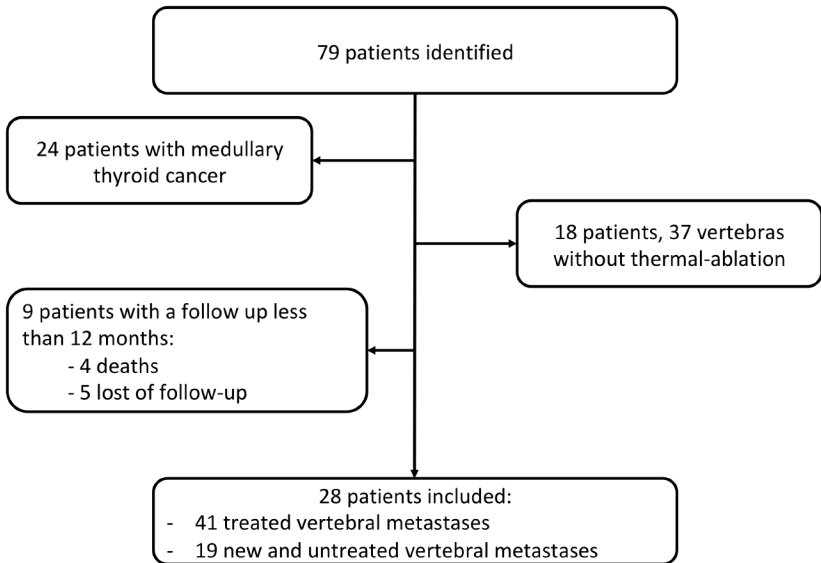 79 patients identified
24 patients with medullary
thyroid cancer
18 patients, 37 vertebras
without thermal-ablation
9 patients with a follow up less
than 12 months:
- 4 deaths
- 5 lost of follow-up
28 patients included:
- 41 treated vertebral metastases
- 19 new and untreated vertebral metastases